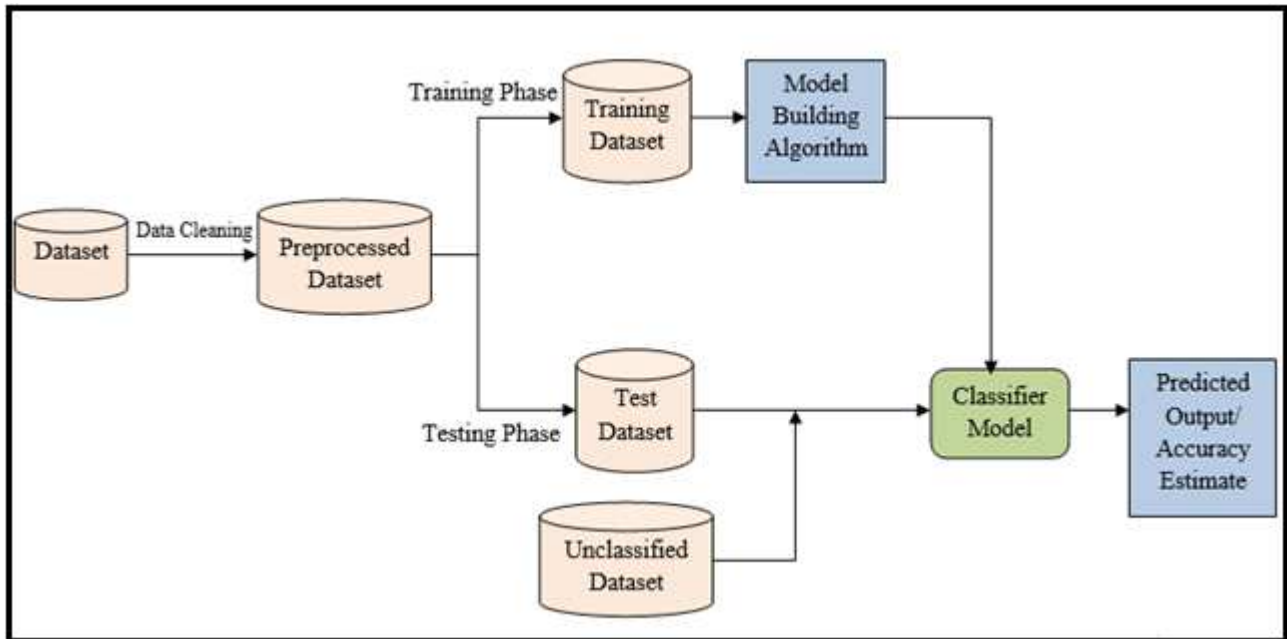 Training Phase
Training
Dataset
Model
Building
Algorithm
Dataset
Data Cleaning
Preprocessed
Dataset
Testing Phase
Test
Dataset
Classifier
Model
Predicted
Output/
Accuracy
Estimate
Unclassified
Dataset